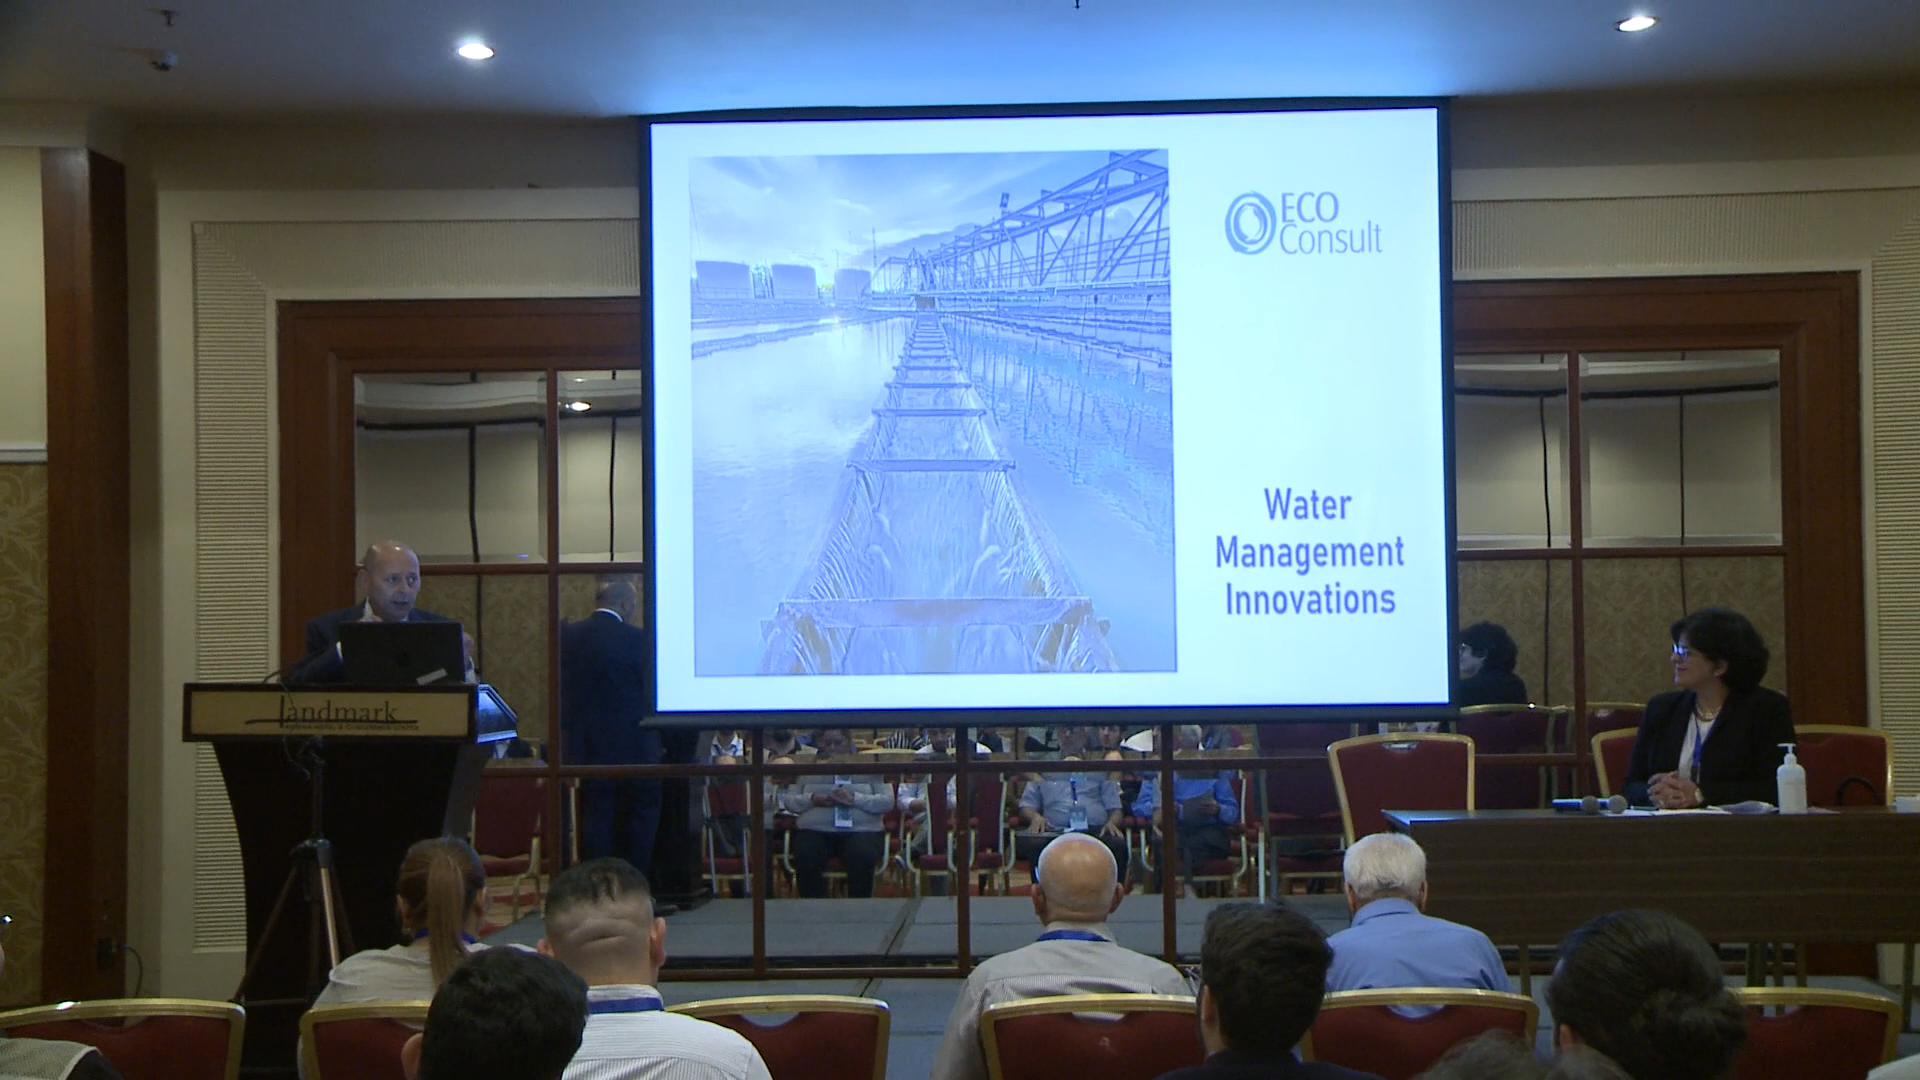 ECO
Consult
Water
Management
Innovations
landmark